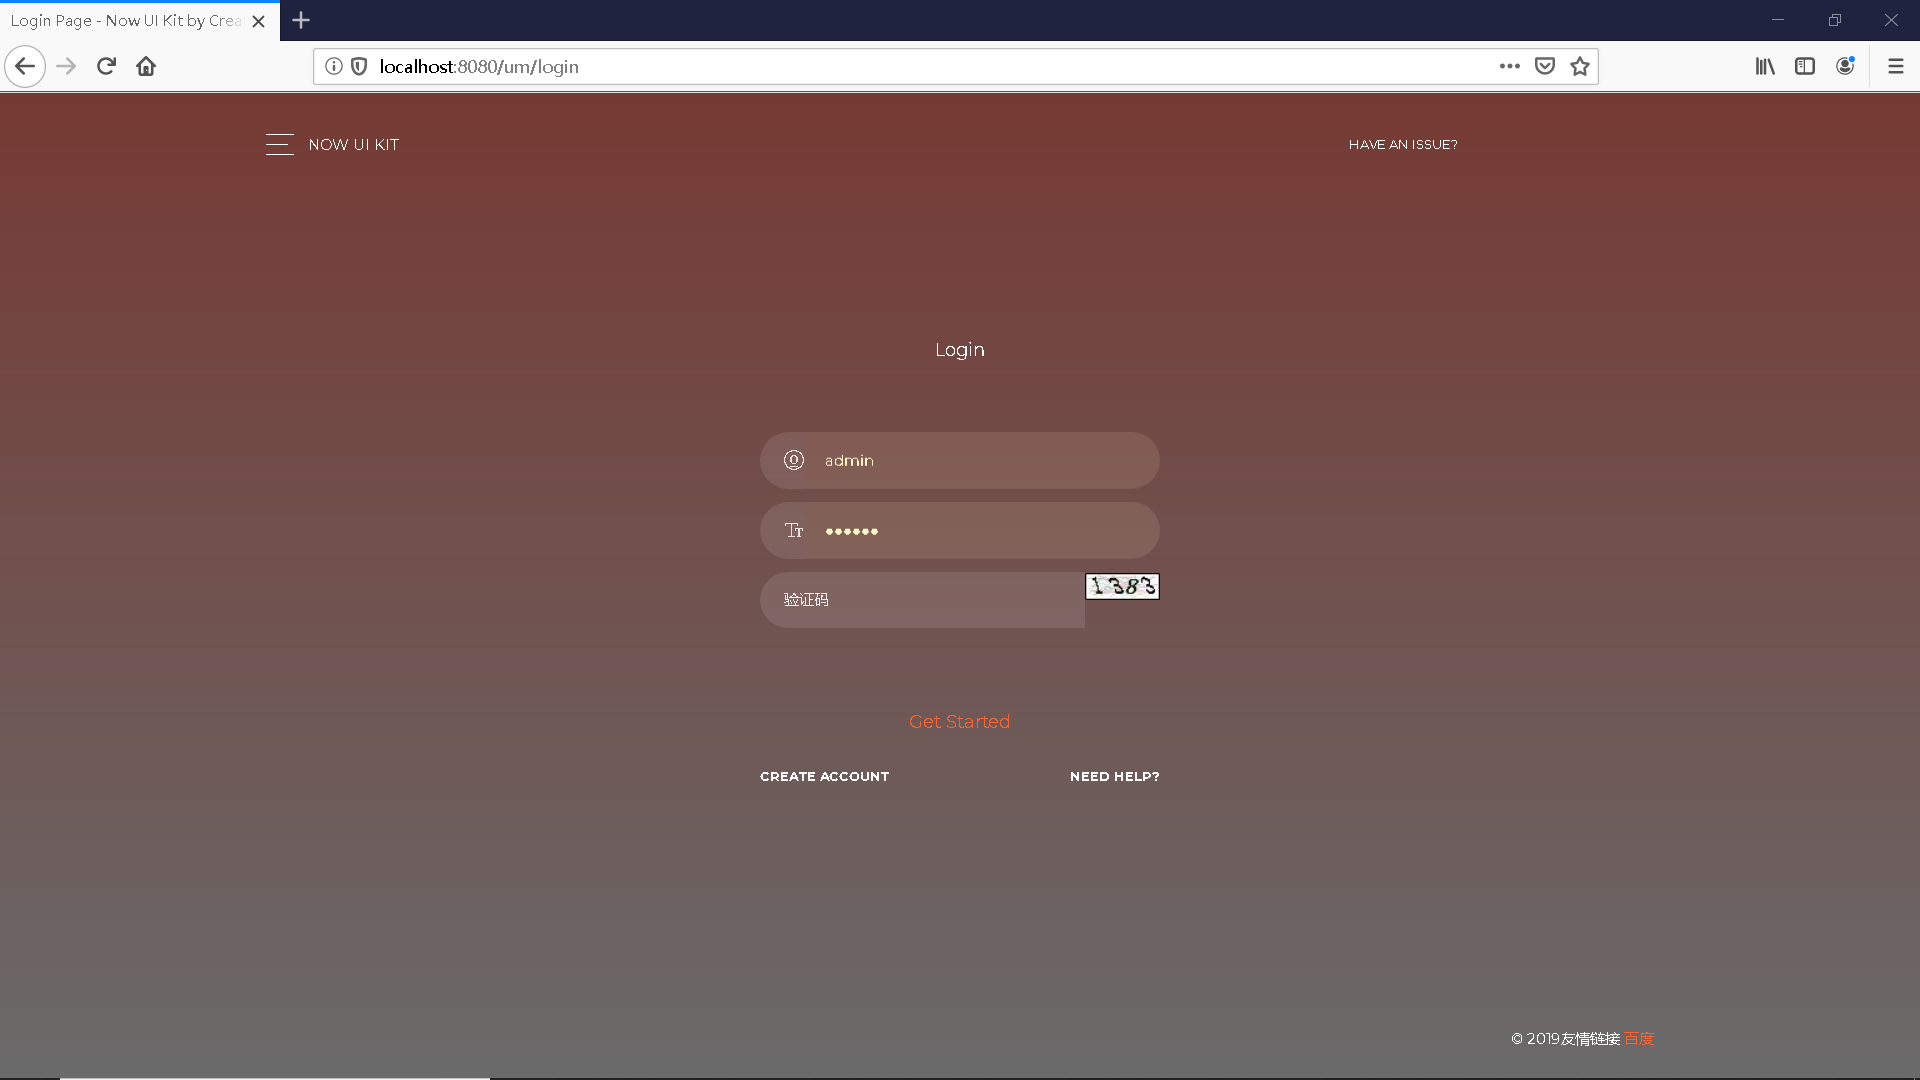 Login Page - Now UI Kit by Crea
localhost:8080/um/login
NOW UI KIT
HAVE AN ISSUE?
Login
admin
验证码
1383
Get Started
CREATE ACCOUNT
NEED HELP?
© 2019友情链接 百度